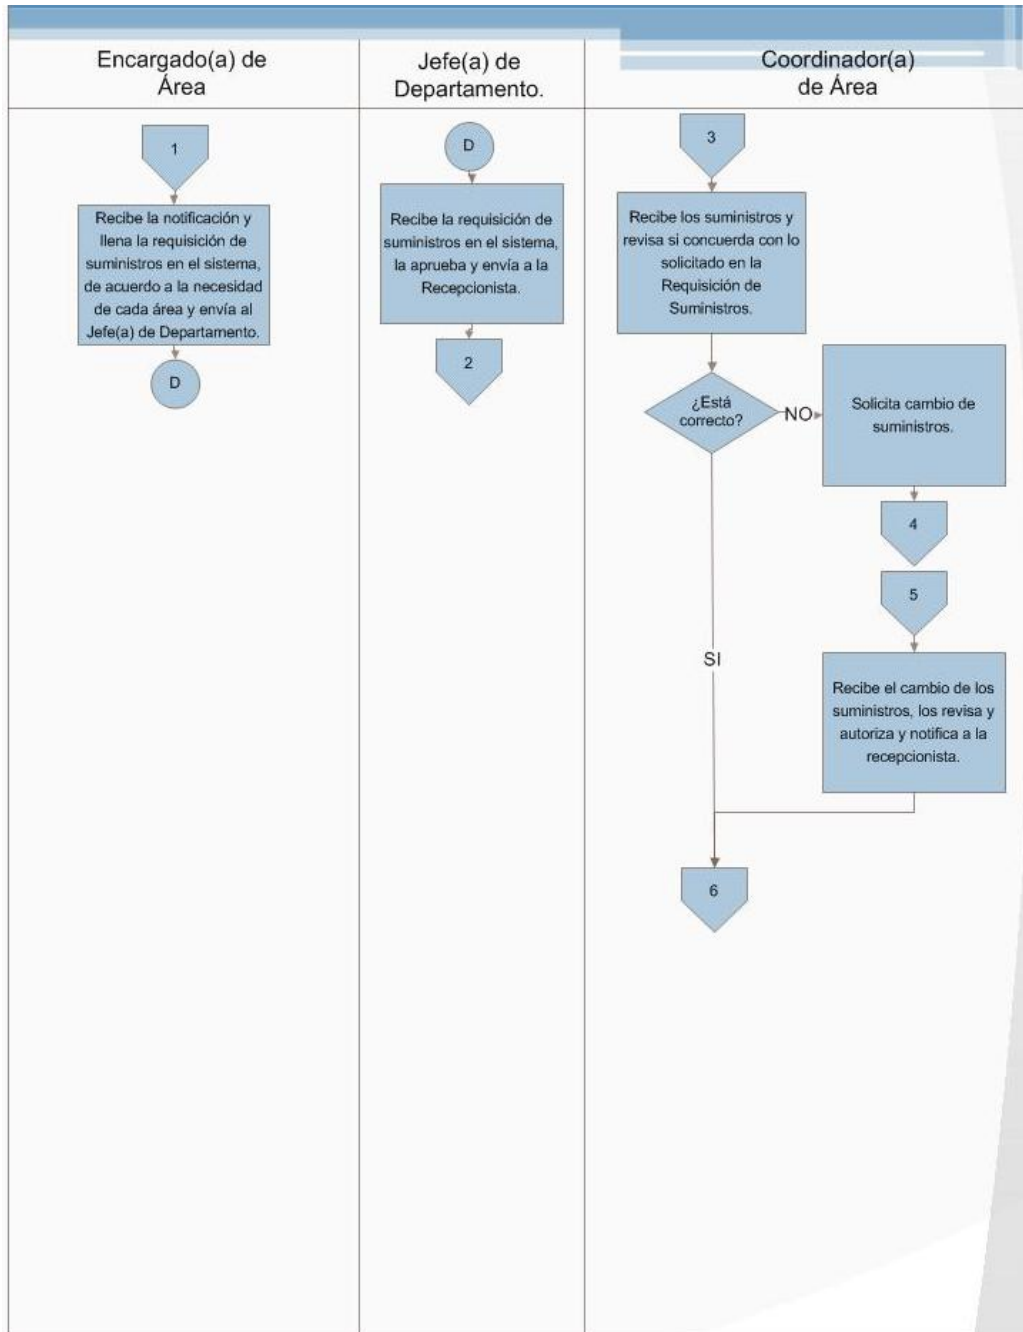 Encargado(a) de
Área
Jefe(a) de
Departamento.
Coordinador(a)
de Área
1
Recibe la notificación y
llena la requisición de
suministros en el sistema,
de acuerdo a la necesidad
de cada área y envía al
Jefe(a) de Departamento.
D
D
Recibe la requisición de
suministros en el sistema,
la aprueba y envía a la
Recepcionista.
2
3
Recibe los suministros y
revisa si concuerda con lo
solicitado en la
Requisición de
Suministros.
¿Está
correcto?
NO
Solicita cambio de
suministros.
4
5
SI
Recibe el cambio de los
suministros, los revisa y
autoriza y notifica a la
recepcionista.
6